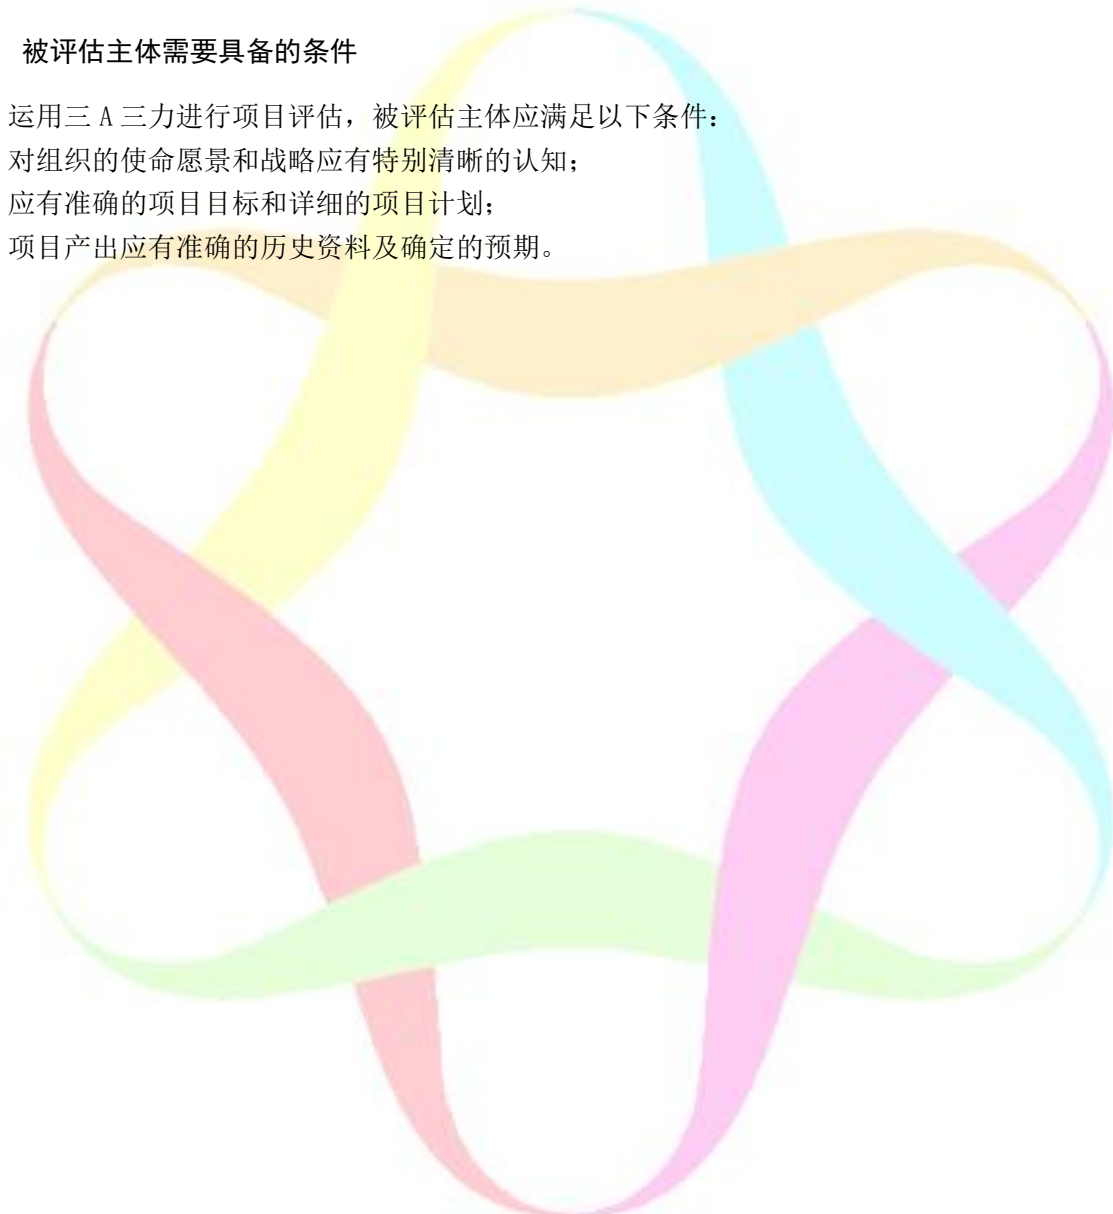 被评估主体需要具备的条件
运用三 A 三力进行项目评估，被评估主体应满足以下条件：
对组织的使命愿景和战略应有特别清晰的认知；
应有准确的项目目标和详细的项目计划；
项目产出应有准确的历史资料及确定的预期。